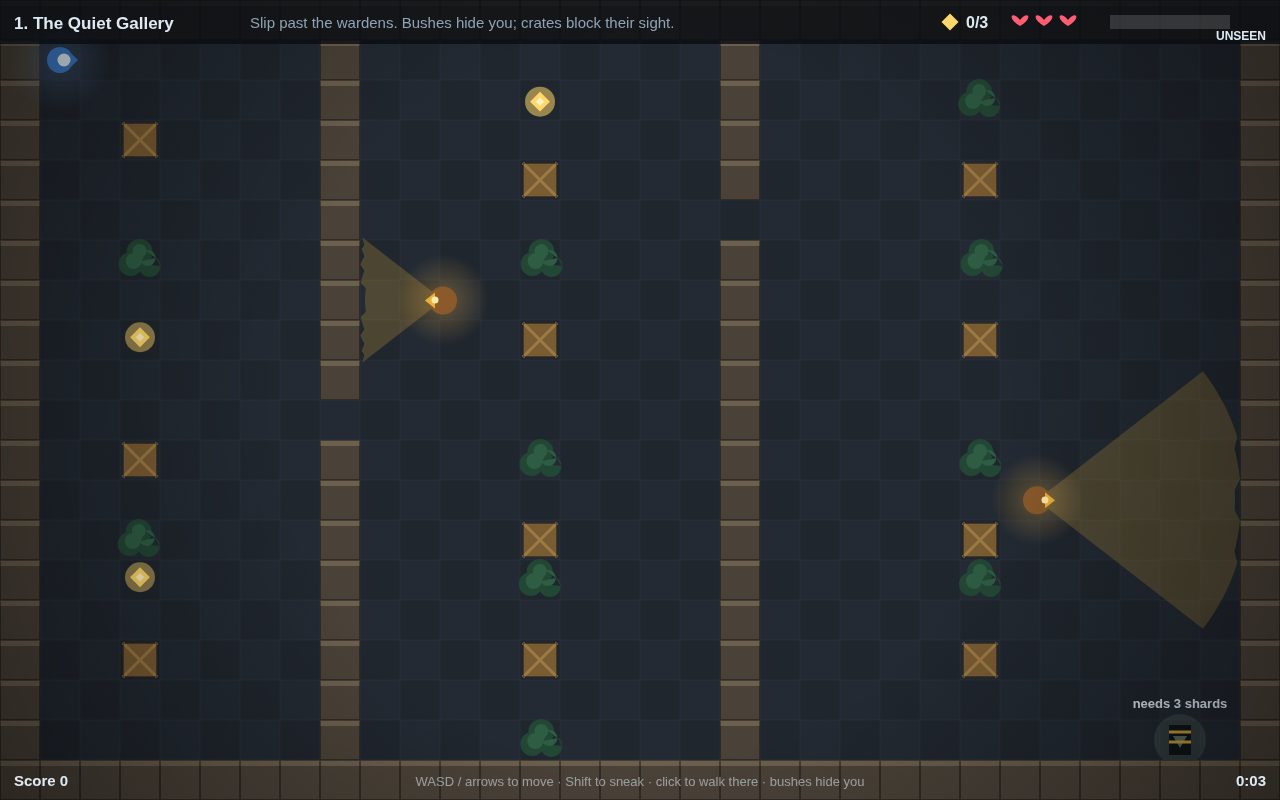 1. The Quiet Gallery
Slip past the wardens. Bushes hide you; crates block their sight.
0/3
UNSEEN
needs 3 shards
Score 0
WASD / arrows to move · Shift to sneak · click to walk there · bushes hide you
0:03